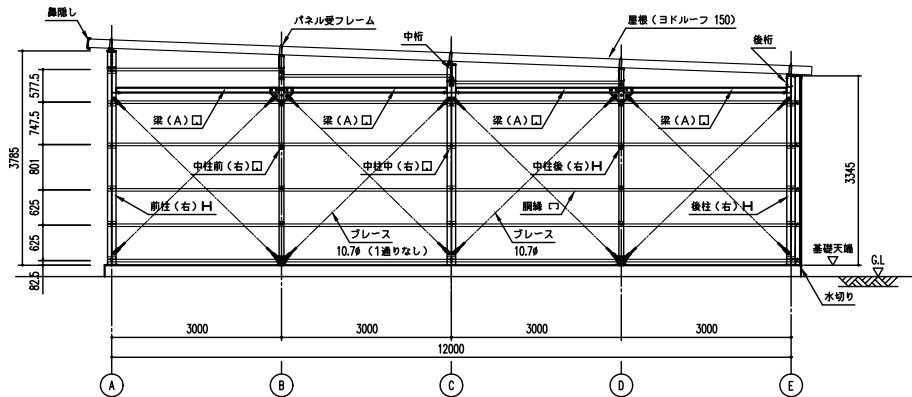 鼻隠し
パネル受フレーム
中桁
屋根(ヨドルーフ 150)
後桁
577.5
747.5
801
625
625
82.5
3785
3345
梁(A)
梁(A)
梁(A)
梁(A)
中柱前(右)
中柱中(右)
中柱後(右)
前柱(右)
胴縁
後柱(右)
ブレース
10.7φ(1通りなし)
ブレース
10.7φ
基礎天端
G.L
水切り
3000
3000
3000
3000
12000
A
B
C
D
E